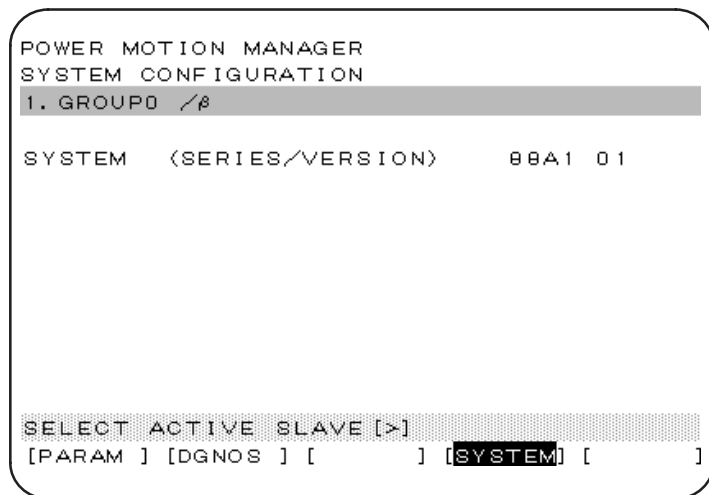 POWER MOTION MANAGER
SYSTEM CONFIGURATION
1. GROUP0 /β
SYSTEM (SERIES/VERSION) 88A1 01
SELECT ACTIVE SLAVE[>]
[PARAM ] [DGNOS ] [ ] [SYSTEM] [ ]